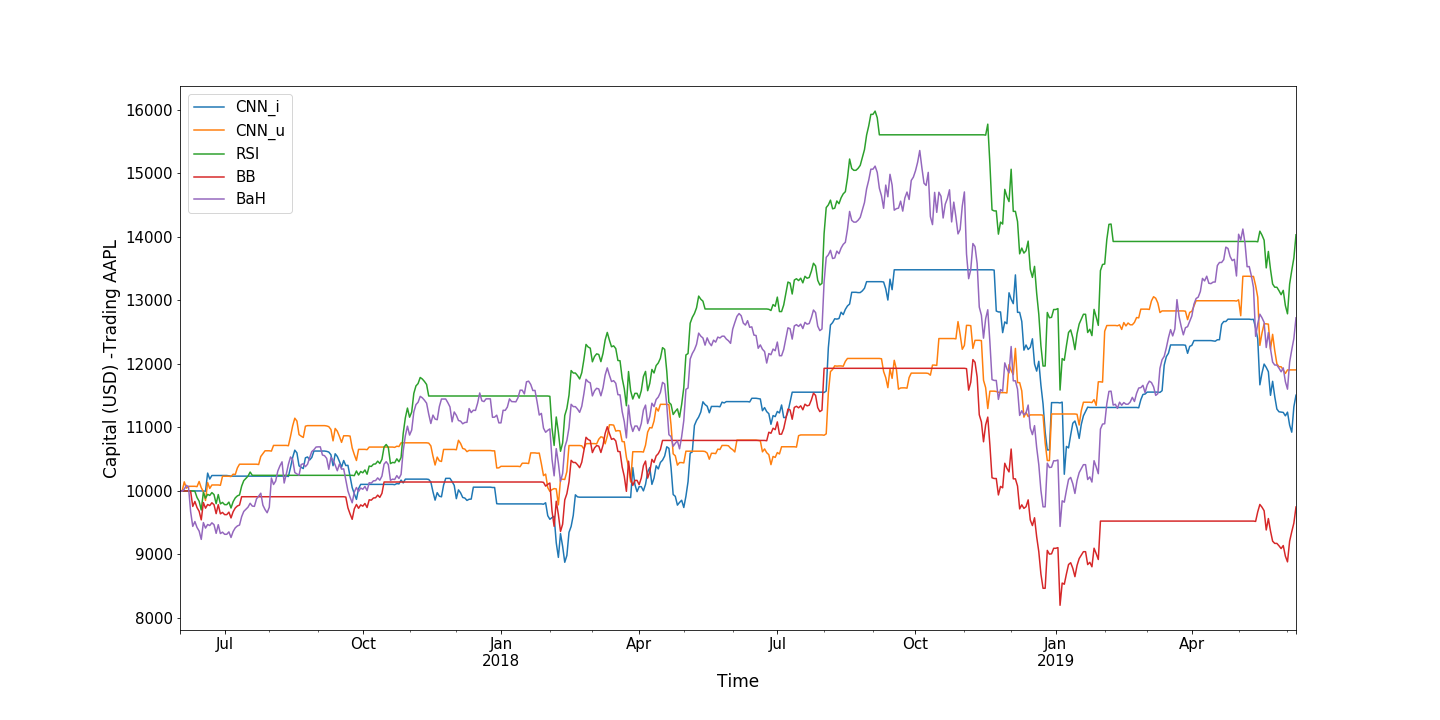 CNN_i
CNN_u
RSI
BB
BaH
16000
15000
14000
13000
12000
11000
10000
9000
8000
Capital (USD) -Trading AAPL
Jul
Oct
Jan
2018
Apr
Jul
Oct
Jan
2019
Apr
Time